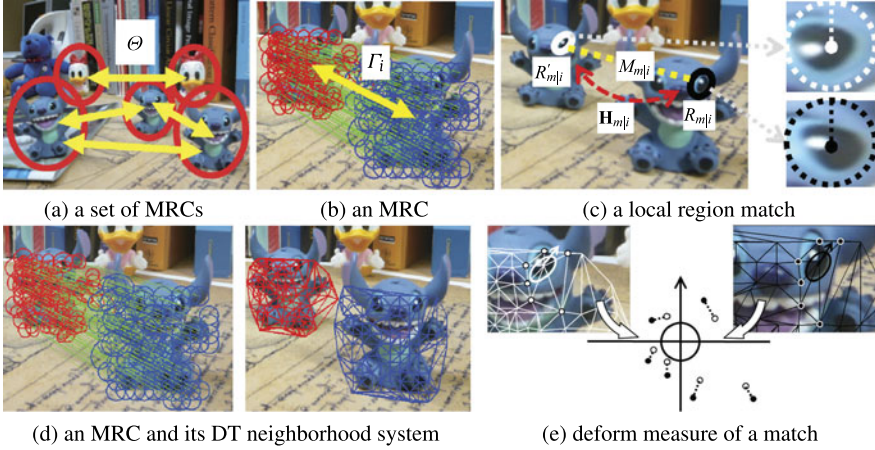 Θ
Γi
R′m|i
Mm|i
Hm|i
Rm|i
(a) a set of MRCs
(b) an MRC
(c) a local region match
(d) an MRC and its DT neighborhood system
(e) deform measure of a match